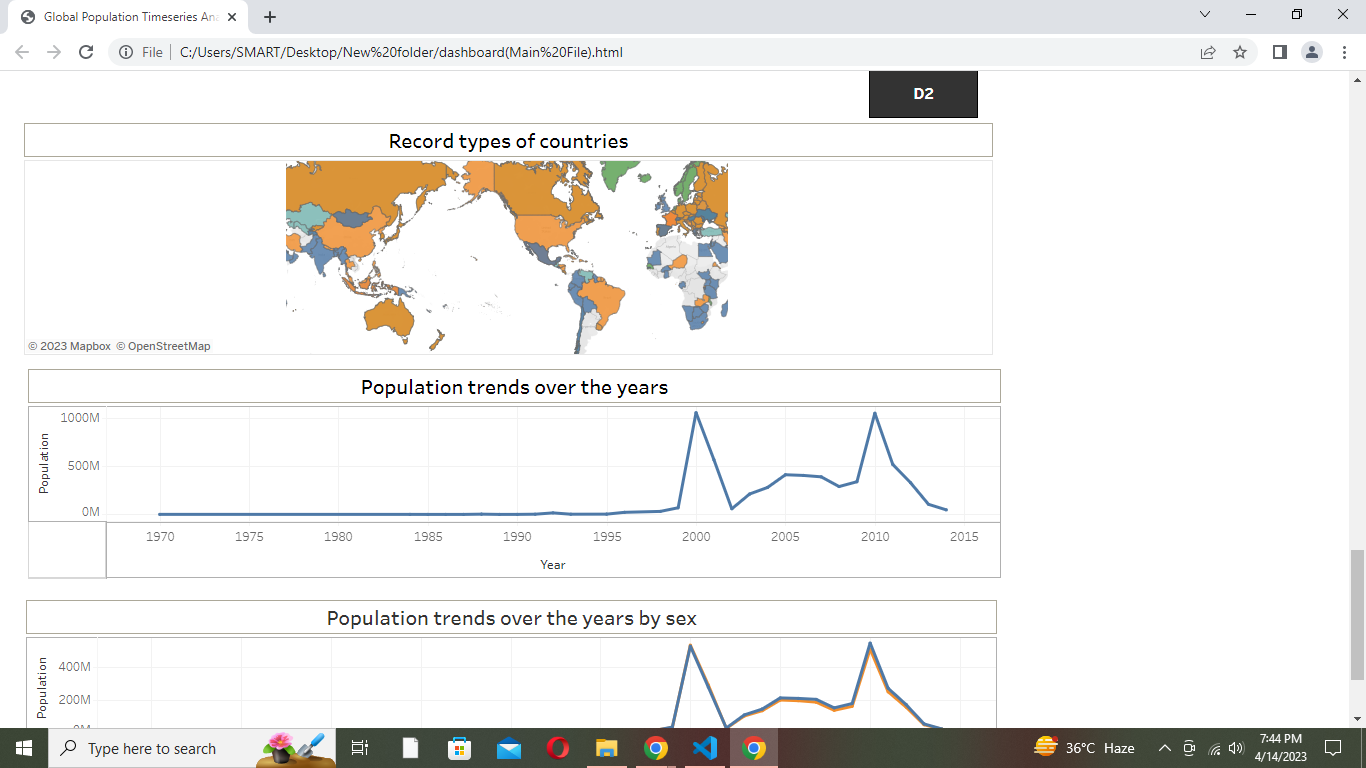 Global Population Timeseries Ana
File
C:/Users/SMART/Desktop/New%20folder/dashboard(Main%20File).html
D2
Record types of countries
© 2023 Mapbox © OpenStreetMap
Population trends over the years
Population
1000M
500M
0M
1970 1975 1980 1985 1990 1995 2000 2005 2010 2015
Year
Population trends over the years by sex
Population
400M
200M
0M
Type here to search
36°C Haze
7:44 PM
4/14/2023